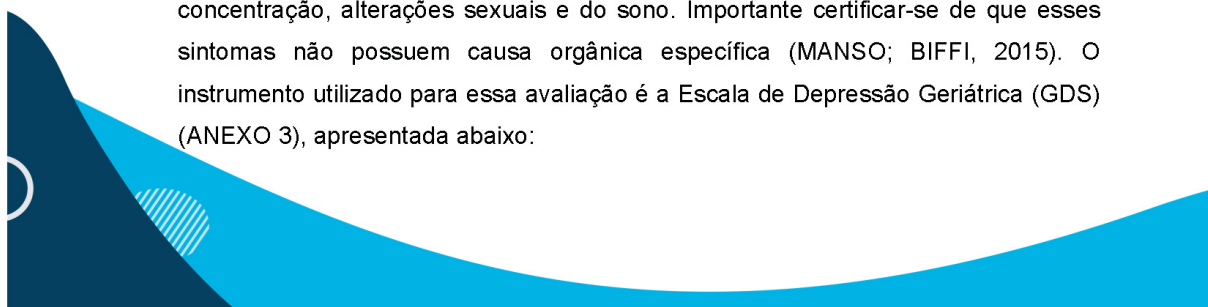 concentração, alterações sexuais e do sono. Importante certificar-se de que esses
sintomas não possuem causa orgânica específica (MANSO; BIFFI, 2015). O
instrumento utilizado para essa avaliação é a Escala de Depressão Geriátrica (GDS)
(ANEXO 3), apresentada abaixo: